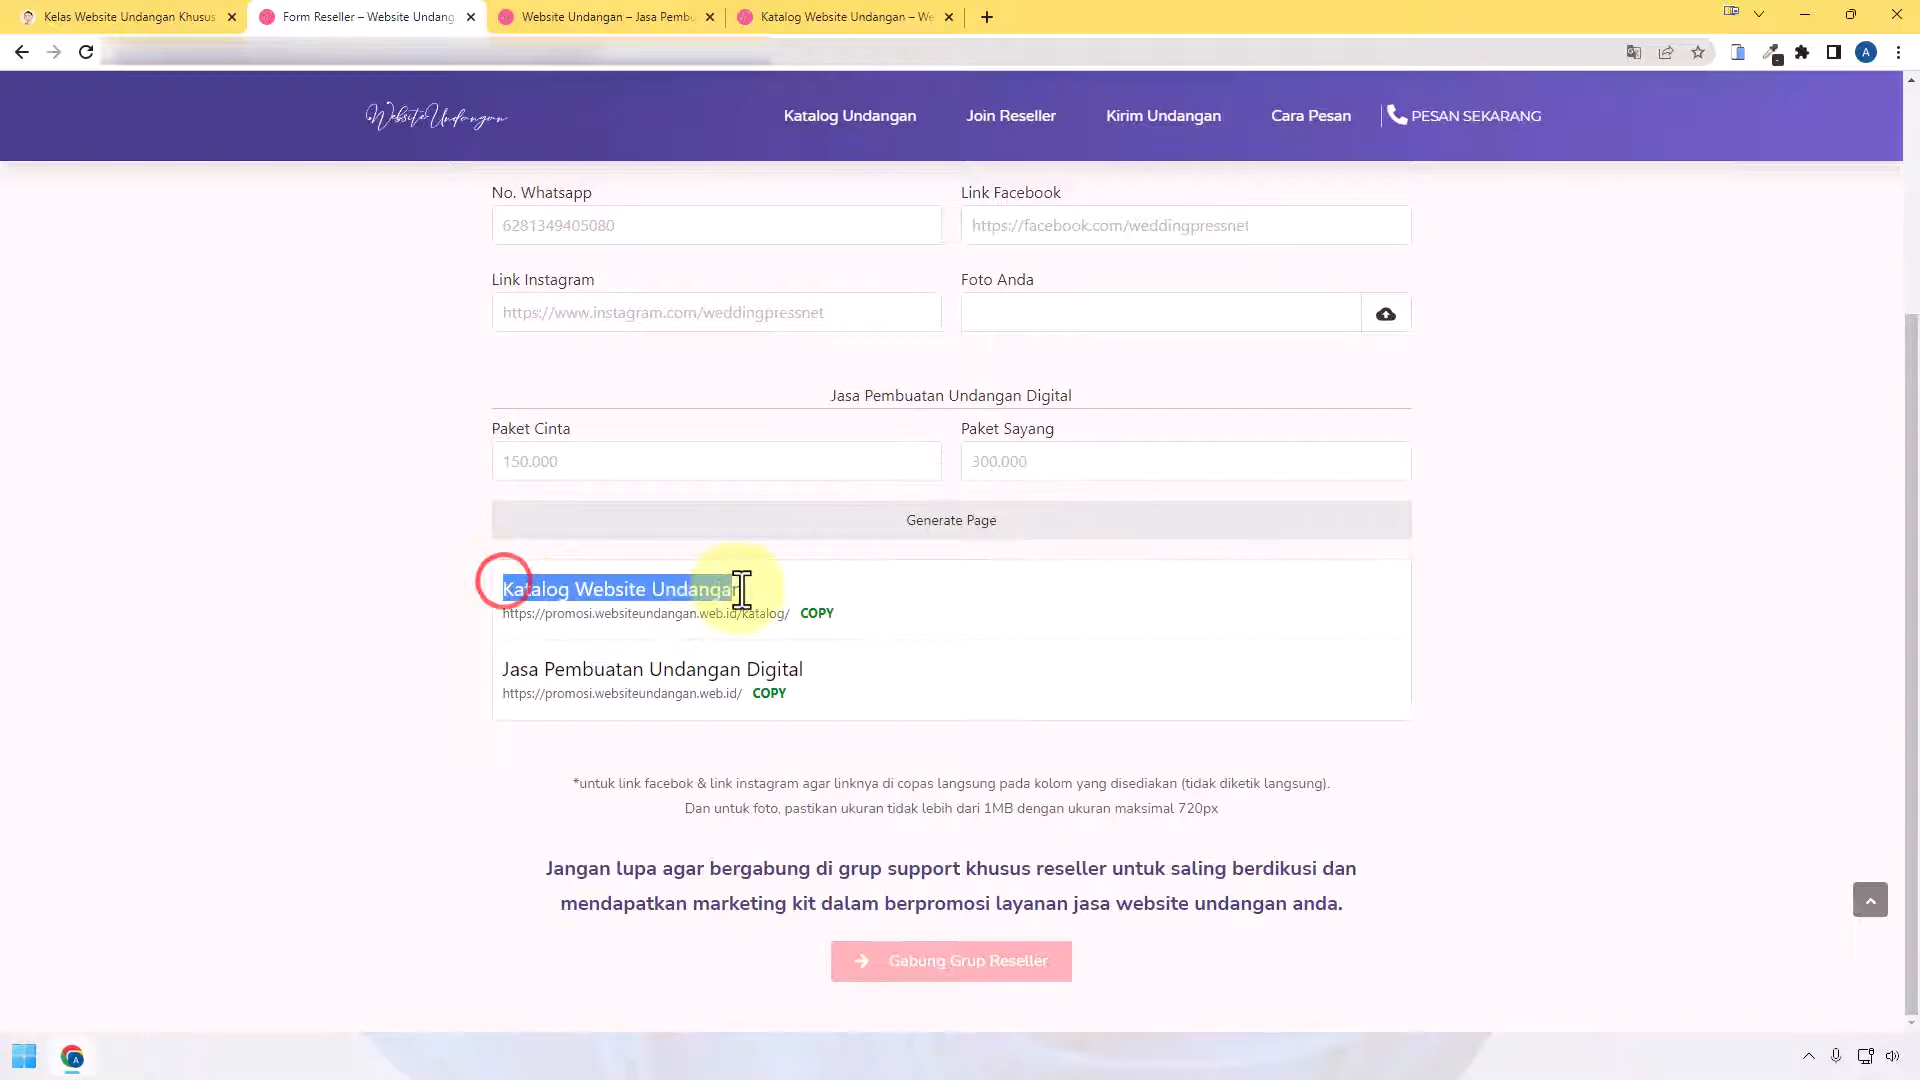 Kelas Website Undangan Khusus
Form Reseller – Website Undang
Website Undangan – Jasa Pembu
Katalog Website Undangan – We
A
WebsiteUndangan
Katalog Undangan
Join Reseller
Kirim Undangan
Cara Pesan
PESAN SEKARANG
No. Whatsapp
Link Facebook
6281349405080
https://facebook.com/weddingpressnet
Link Instagram
Foto Anda
https://www.instagram.com/weddingpressnet
Jasa Pembuatan Undangan Digital
Paket Cinta
Paket Sayang
150.000
300.000
Generate Page
Katalog Website Undangan
https://promosi.websiteundangan.web.id/katalog/ COPY
Jasa Pembuatan Undangan Digital
https://promosi.websiteundangan.web.id/ COPY
*untuk link facebok & link instagram agar linknya di copas langsung pada kolom yang disediakan (tidak diketik langsung).
Dan untuk foto, pastikan ukuran tidak lebih dari 1MB dengan ukuran maksimal 720px
Jangan lupa agar bergabung di grup support khusus reseller untuk saling berdikusi dan
mendapatkan marketing kit dalam berpromosi layanan jasa website undangan anda.
Gabung Grup Reseller
A